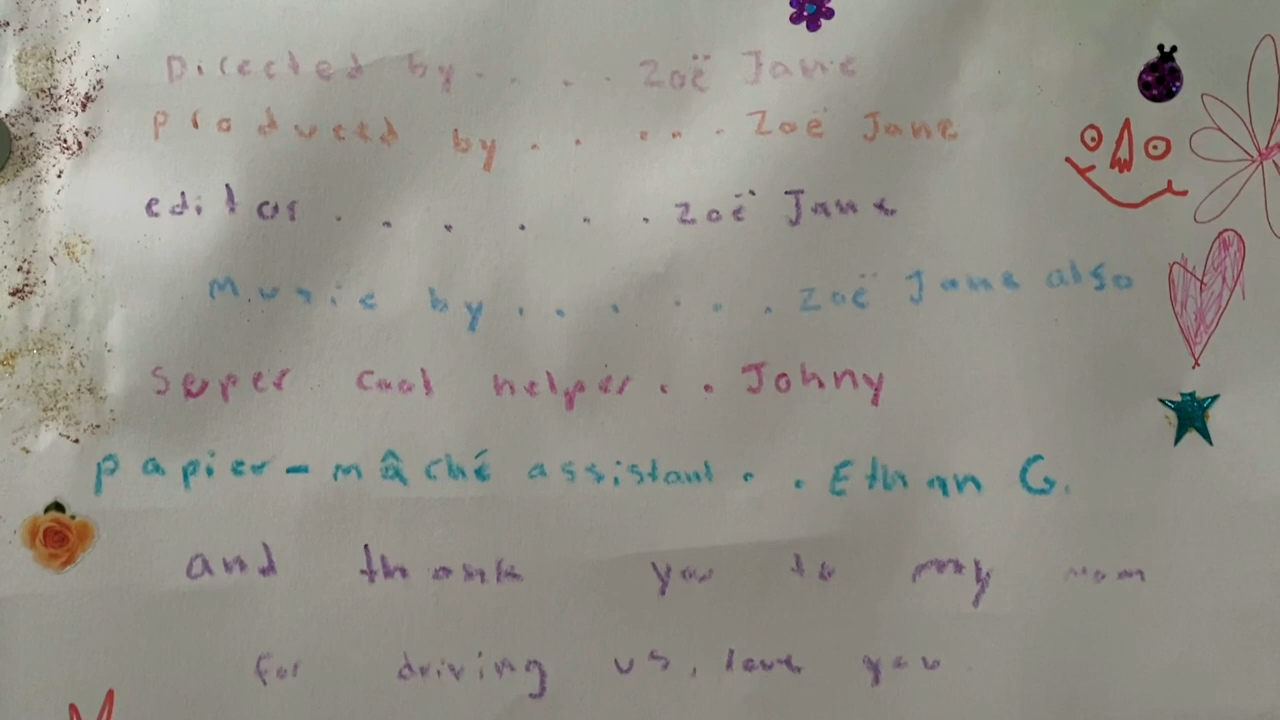 Directed by. . . . Zoë Jane
produced by . . . . . . Zoë Jane
editor . . . . . . Zoë Jane
Music by . . . . . . Zoë Jane also
Super cool helper . . Johny
papier-mâché assistant . . Ethan G.
and thank you to my mom
for driving us, love you